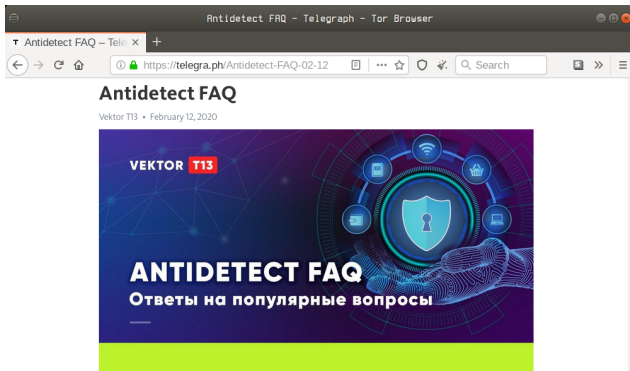 Antidetect FAQ – Telegraph – Tor Browser
T Antidetect FAQ – Tele
https://telegra.ph/Antidetect-FAQ-02-12
Search
S
Antidetect FAQ
Vektor T13 • February 12, 2020
VEKTOR T13
ANTIDETECT FAQ
Ответы на популярные вопросы